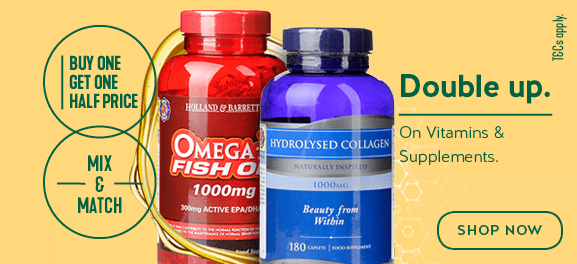 BUY ONE
GET ONE
HALF PRICE
MIX
&
MATCH
HOLLAND & BARRETT
OMEGA
FISH
1000mg
300mg ACTIVE EPA/DHA
HYDROLYSED COLLAGEN
NATURALLY INSPIRED
1000MG
Beauty from
Within
180 CAPLETS FOOD SUPPLEMENT
Double up.
On Vitamins &
Supplements.
SHOP NOW
T&Cs apply.